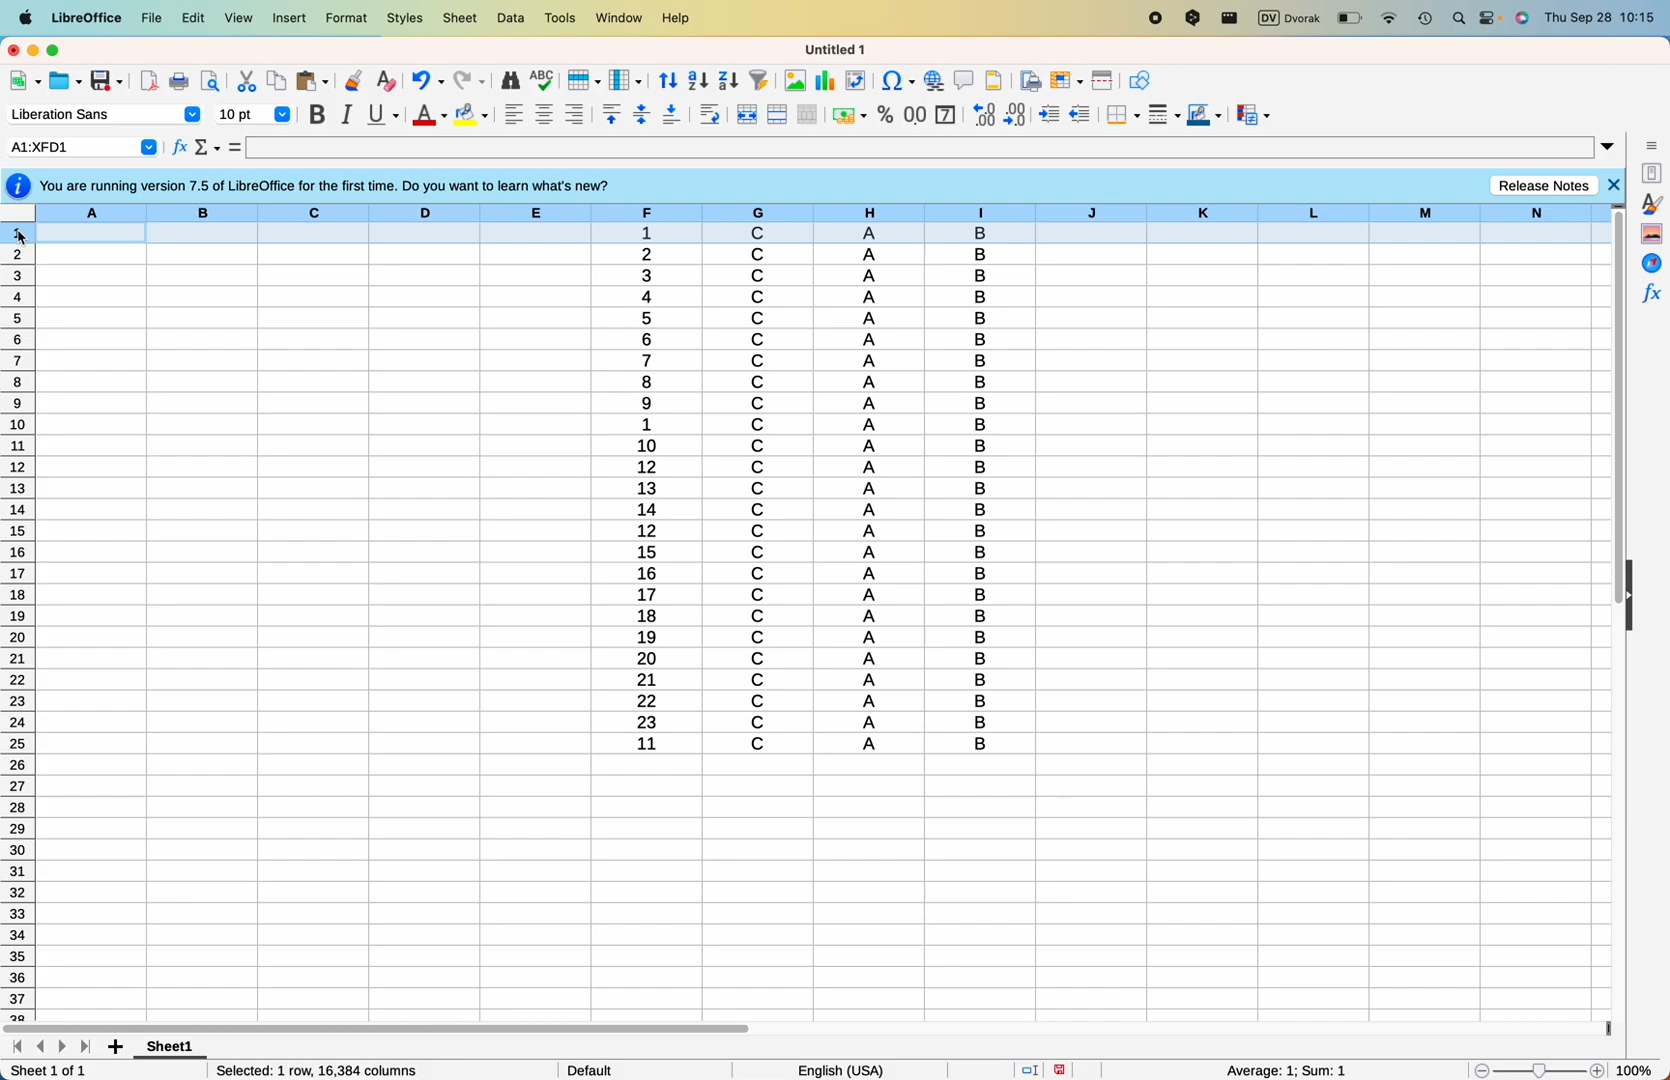 LibreOffice File Edit View Insert Format Styles Sheet Data Tools Window Help DV Dvorak Thu Sep 28 10:15
Untitled 1
Liberation Sans 10 pt
A1:XFD1
You are running version 7.5 of LibreOffice for the first time. Do you want to learn what's new? Release Notes
A B C D E F G H I J K L M N
1 1 C A B
2 2 C A B
3 3 C A B
4 4 C A B
5 5 C A B
6 6 C A B
7 7 C A B
8 8 C A B
9 9 C A B
10 1 C A B
11 10 C A B
12 12 C A B
13 13 C A B
14 14 C A B
15 12 C A B
16 15 C A B
17 16 C A B
18 17 C A B
19 18 C A B
20 19 C A B
21 20 C A B
22 21 C A B
23 22 C A B
24 23 C A B
25 11 C A B
26
27
28
29
30
31
32
33
34
35
36
37
38
Sheet1
Sheet 1 of 1 Selected: 1 row, 16,384 columns Default English (USA) Average: 1; Sum: 1 100%